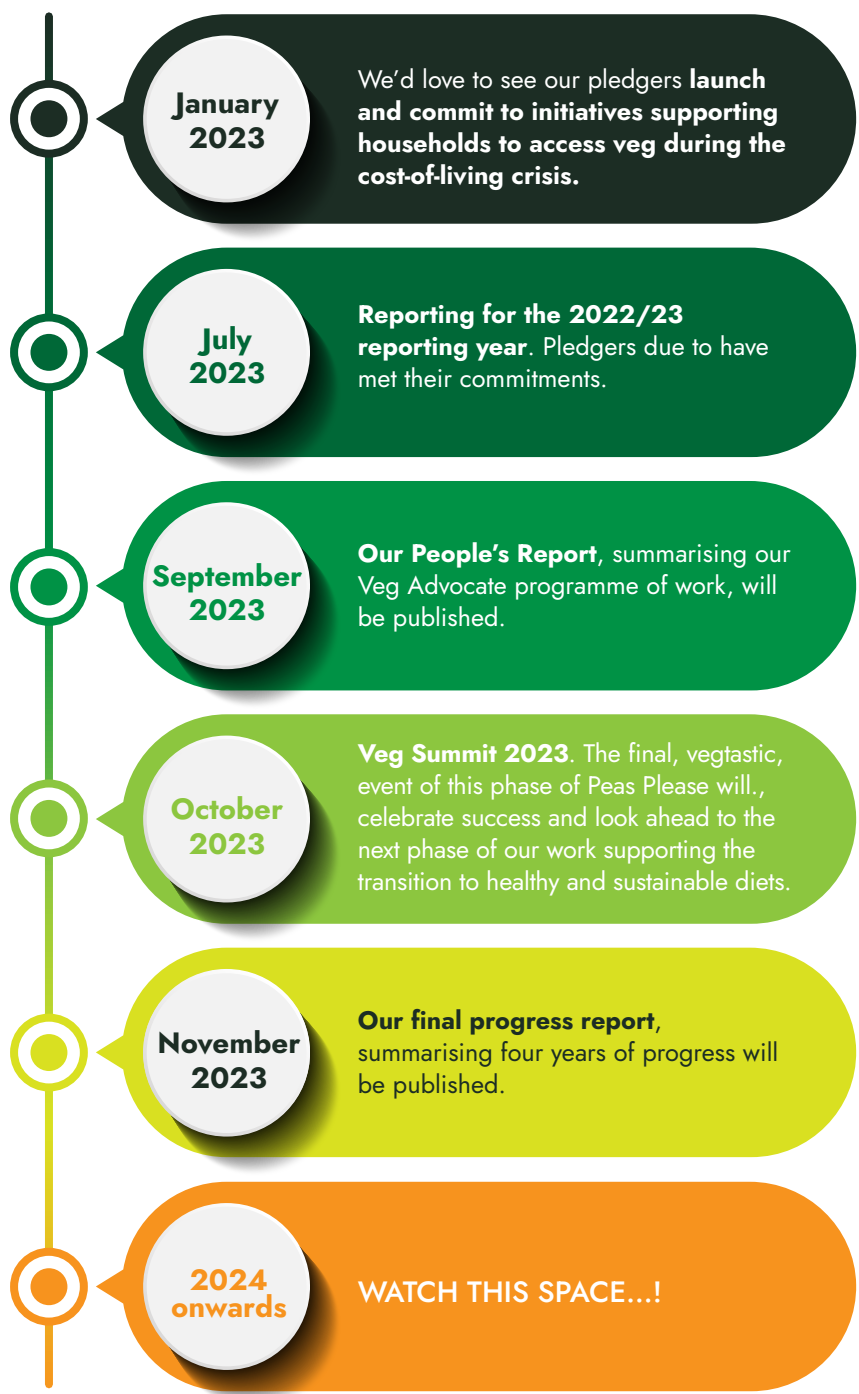 January
2023
We’d love to see our pledgers launch
and commit to initiatives supporting
households to access veg during the
cost-of-living crisis.
July
2023
Reporting for the 2022/23
reporting year. Pledgers due to have
met their commitments.
September
2023
Our People’s Report, summarising our
Veg Advocate programme of work, will
be published.
October
2023
Veg Summit 2023. The final, vegtastic,
event of this phase of Peas Please will.,
celebrate success and look ahead to the
next phase of our work supporting the
transition to healthy and sustainable diets.
November
2023
Our final progress report,
summarising four years of progress will
be published.
2024
onwards
WATCH THIS SPACE...!